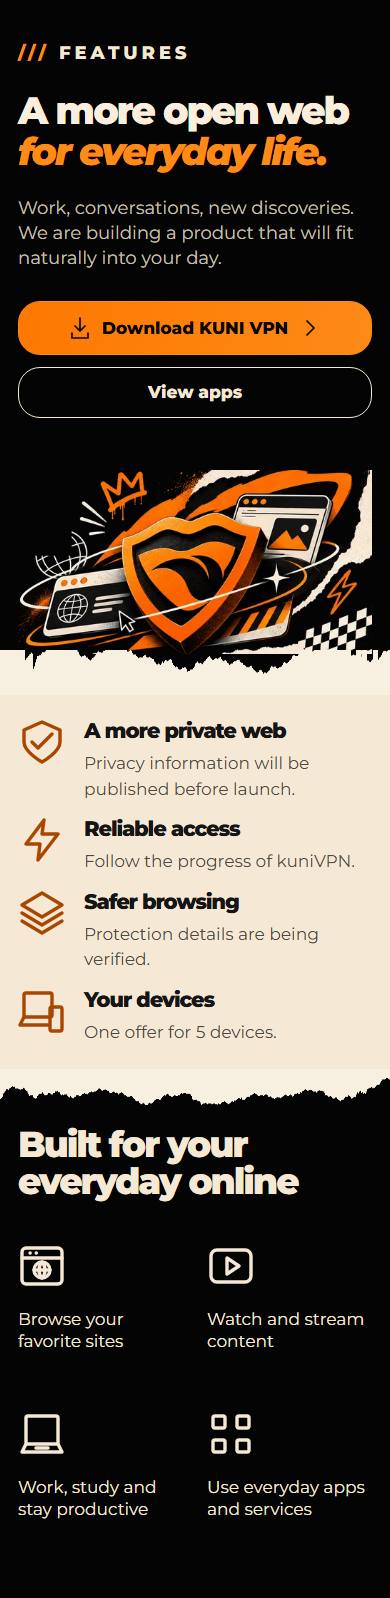 /// FEATURES
A more open web
for everyday life.
Work, conversations, new discoveries.
We are building a product that will fit
naturally into your day.
Download KUNI VPN
View apps
A more private web
Privacy information will be
published before launch.
Reliable access
Follow the progress of kuniVPN.
Safer browsing
Protection details are being
verified.
Your devices
One offer for 5 devices.
Built for your
everyday online
Browse your
favorite sites
Watch and stream
content
Work, study and
stay productive
Use everyday apps
and services